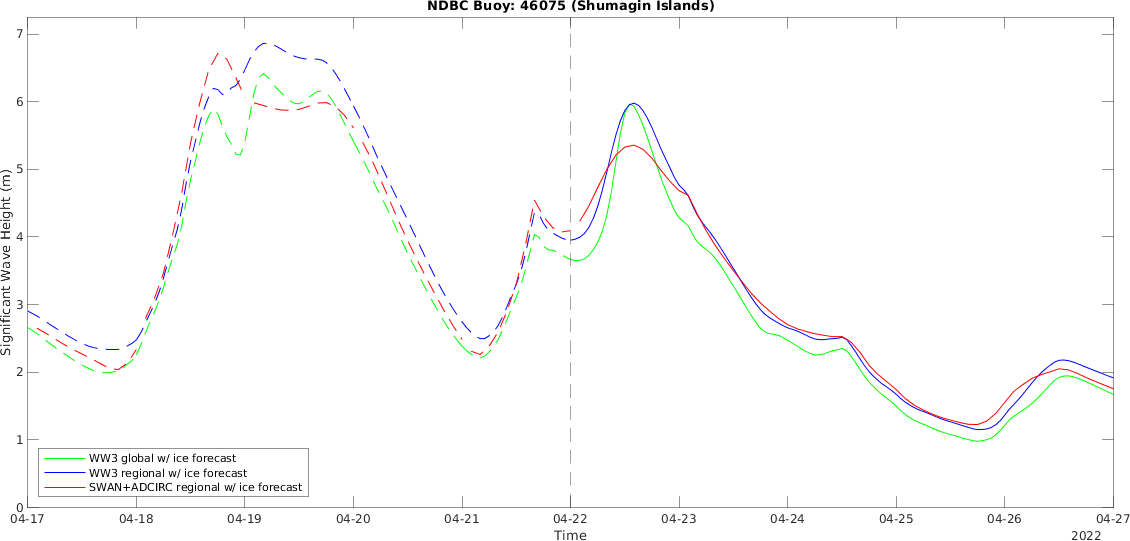 NDBC Buoy: 46075 (Shumagin Islands)
Significant Wave Height (m)
7
6
5
4
3
2
1
0
WW3 global w/ ice forecast
WW3 regional w/ ice forecast
SWAN+ADCIRC regional w/ ice forecast
04-17 04-18 04-19 04-20 04-21 04-22 04-23 04-24 04-25 04-26 04-27
Time
2022